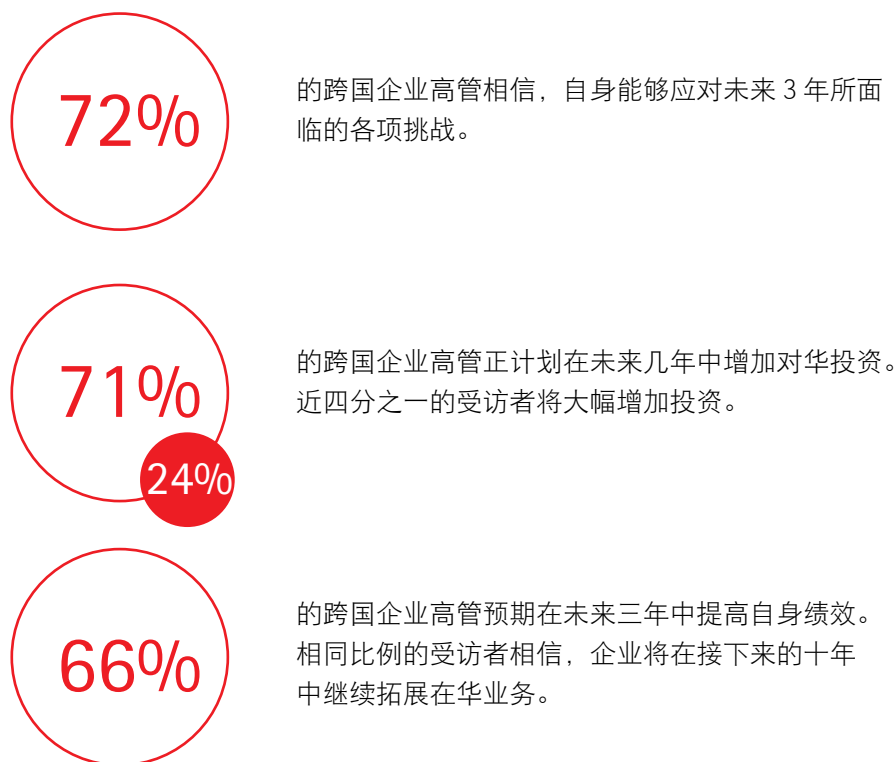 72%
的跨国企业高管相信，自身能够应对未来 3 年所面
临的各项挑战。
71%
24%
的跨国企业高管正计划在未来几年中增加对华投资。
近四分之一的受访者将大幅增加投资。
66%
的跨国企业高管预期在未来三年中提高自身绩效。
相同比例的受访者相信，企业将在接下来的十年
中继续拓展在华业务。